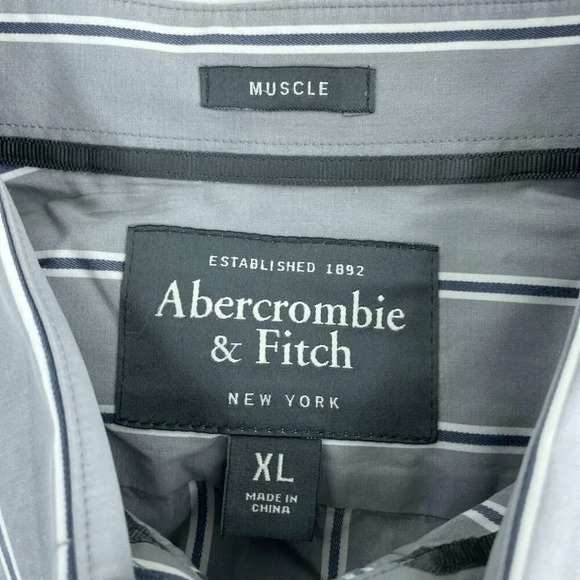 MUSCLE
ESTABLISHED 1892
Abercrombie
& Fitch
NEW YORK
XL
MADE IN
CHINA